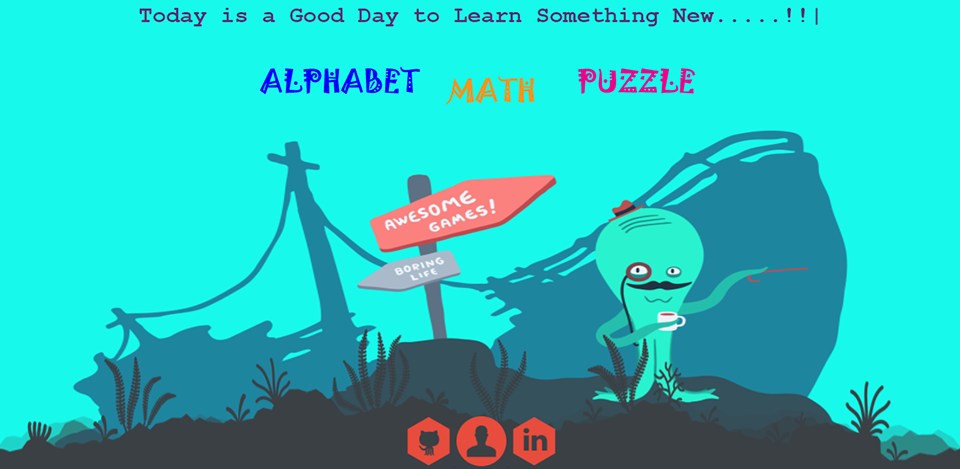 Today is a Good Day to Learn Something New.....!!|
ALPHABET MATH PUZZLE
AWESOME
GAMES!
BORING
LIFE
in